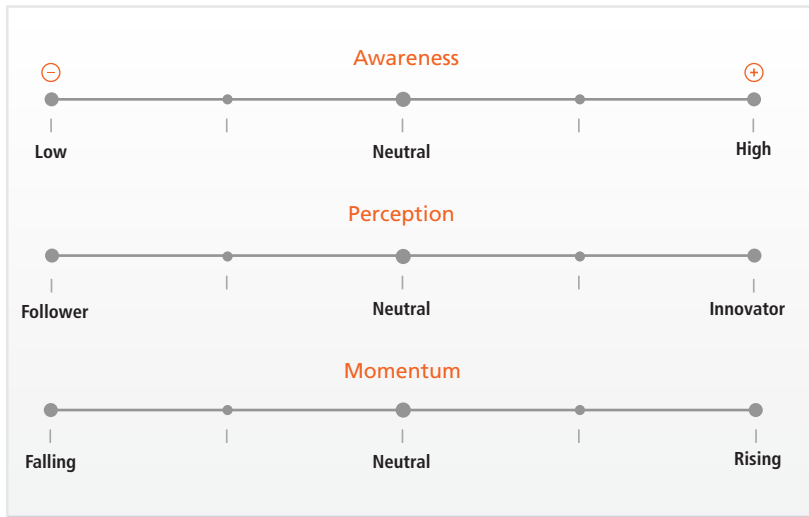 Awareness
Low Neutral High
Perception
Follower Neutral Innovator
Momentum
Falling Neutral Rising